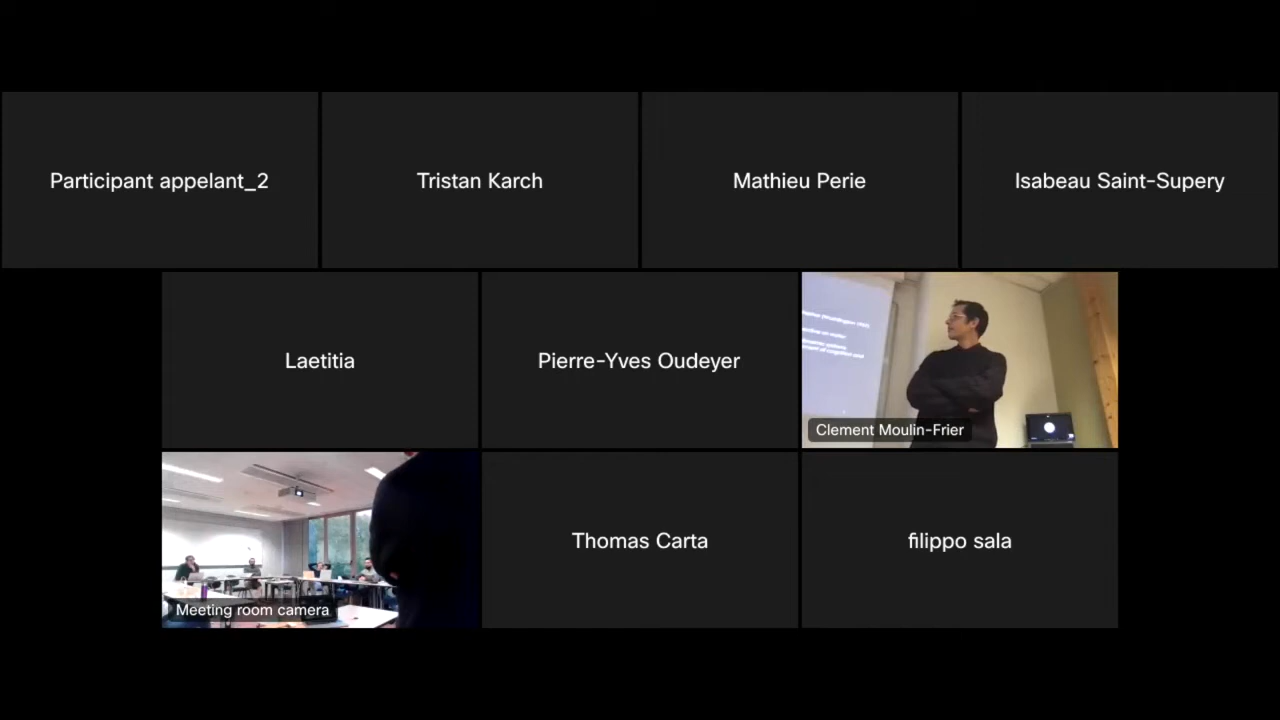 Participant appelant_2
Tristan Karch
Mathieu Perie
Isabeau Saint-Supery
Laetitia
Pierre-Yves Oudeyer
Clement Moulin-Frier
Meeting room camera
Thomas Carta
filippo sala